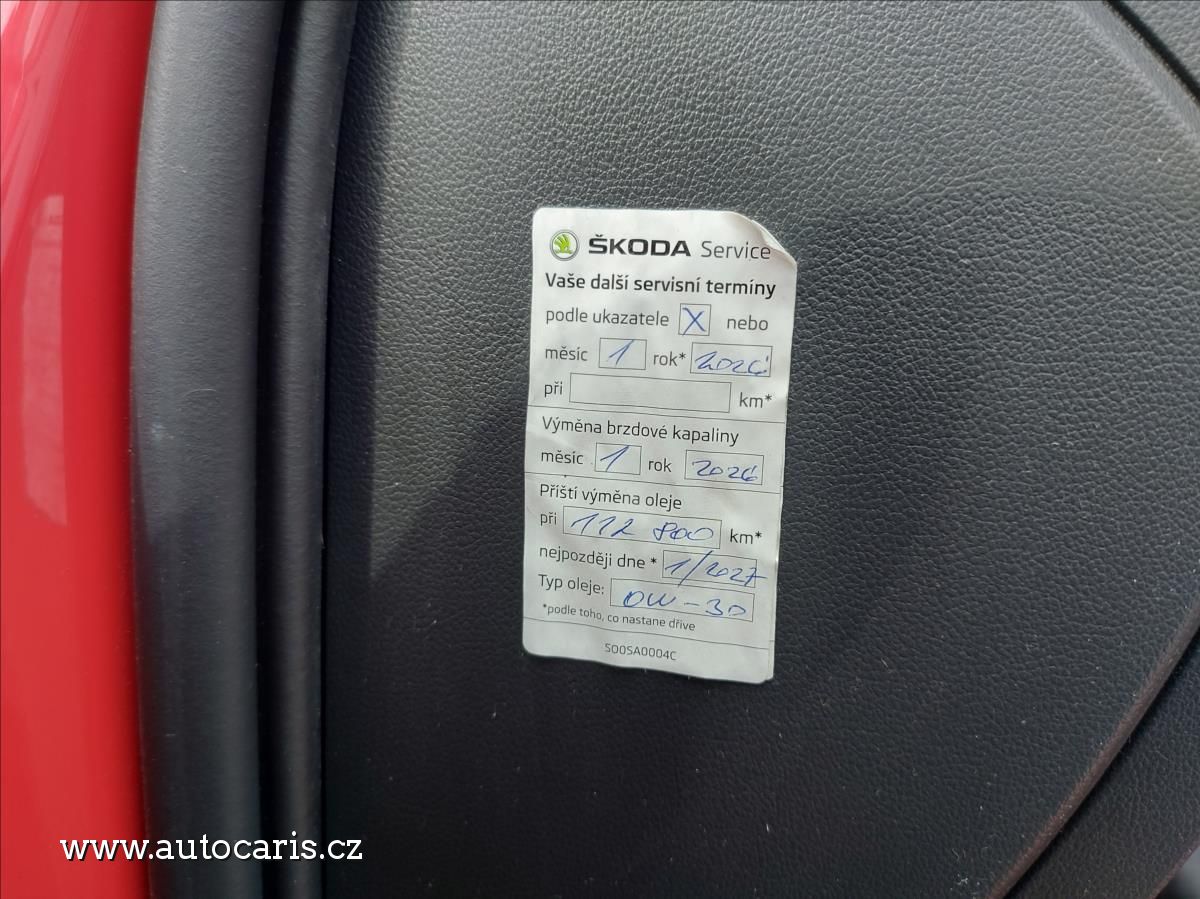 ŠKODA Service
Vaše další servisní termíny
podle ukazatele X nebo
měsíc 1 rok* 2026
při km*
Výměna brzdové kapaliny
měsíc 1 rok 2026
Příští výměna oleje
při 112 800 km*
nejpozději dne * 1/2027
Typ oleje: 0W-30
*podle toho, co nastane dříve
S00SA0004C
www.autocaris.cz